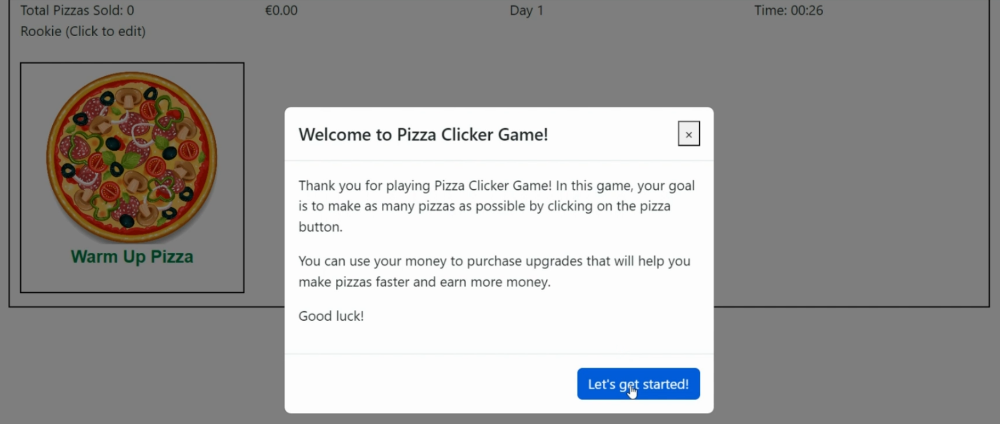 Total Pizzas Sold: 0
€0.00
Day 1
Time: 00:26
Rookie (Click to edit)
Warm Up Pizza
Welcome to Pizza Clicker Game!
×
Thank you for playing Pizza Clicker Game! In this game, your goal
is to make as many pizzas as possible by clicking on the pizza
button.
You can use your money to purchase upgrades that will help you
make pizzas faster and earn more money.
Good luck!
Let's get started!